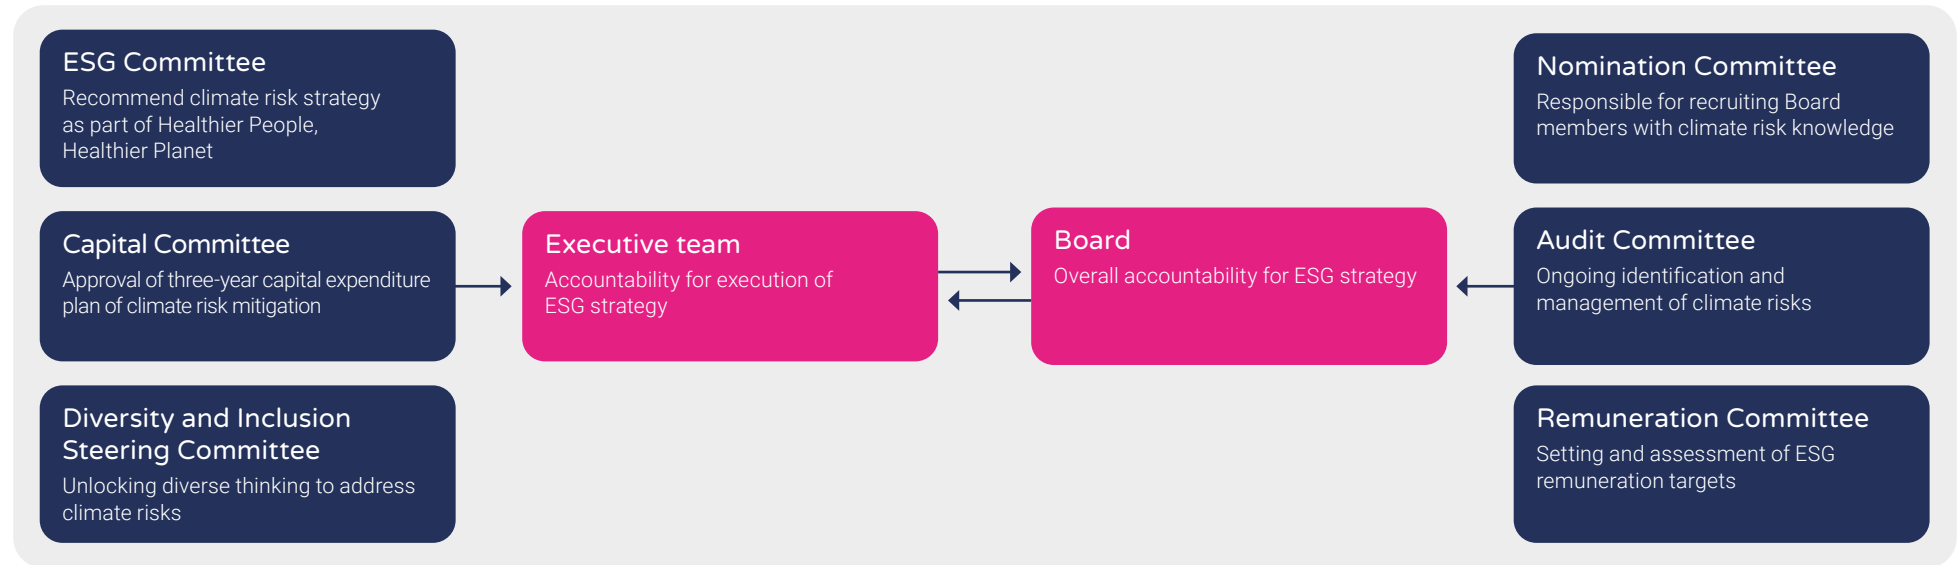 ESG Committee
Recommend climate risk strategy
as part of Healthier People,
Healthier Planet
Capital Committee
Approval of three-year capital expenditure
plan of climate risk mitigation
Diversity and Inclusion
Steering Committee
Unlocking diverse thinking to address
climate risks
Executive team
Accountability for execution of
ESG strategy
Board
Overall accountability for ESG strategy
Nomination Committee
Responsible for recruiting Board
members with climate risk knowledge
Audit Committee
Ongoing identification and
management of climate risks
Remuneration Committee
Setting and assessment of ESG
remuneration targets